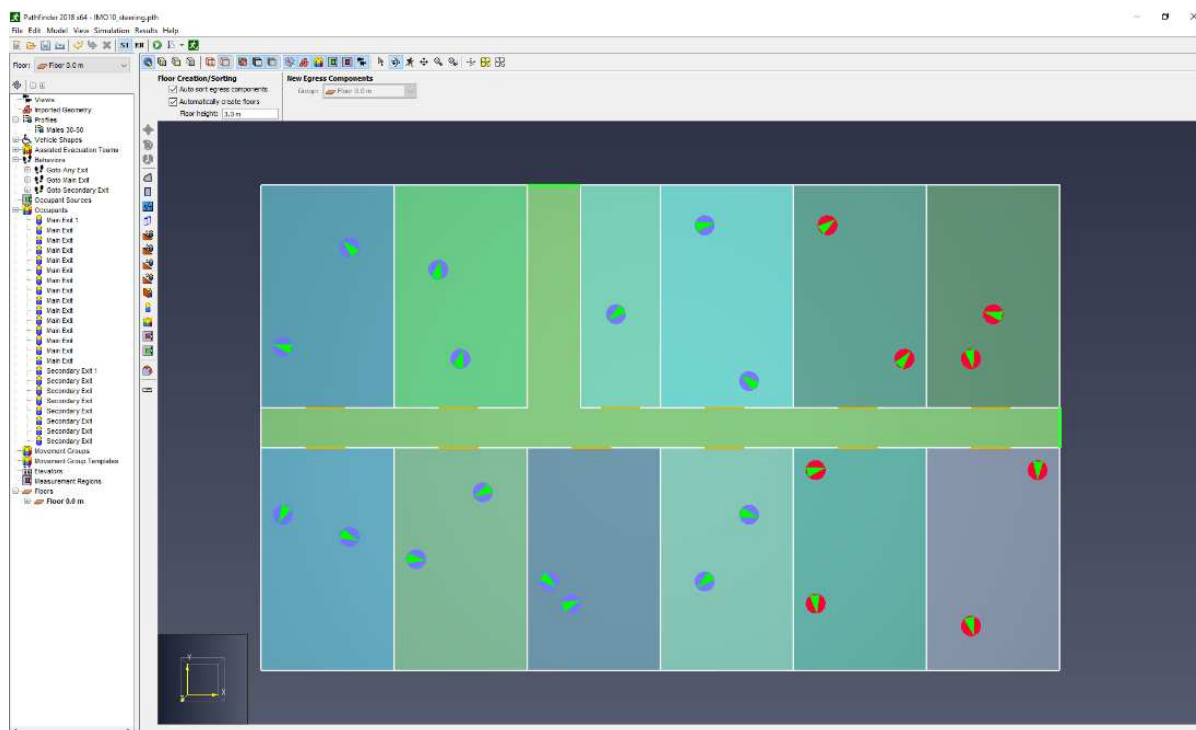 Pathfinder 2018 x64 - IMO10_steering.pth
File Edit Model View Simulation Results Help
Floor: Floor 0.0 m
Floor Creation/Sorting
Auto sort egress components
Automatically create floors
Floor height: 3.0 m
New Egress Components
Group: Floor 0.0 m
Views
Imported Geometry
Profiles
Males 30-50
Vehicle Shapes
Assisted Evacuation Teams
Behaviors
Goto Any Exit
Goto Main Exit
Goto Secondary Exit
Occupant Sources
Occupants
Main Exit 1
Main Exit
Main Exit
Main Exit
Main Exit
Main Exit
Main Exit
Main Exit
Main Exit
Main Exit
Main Exit
Main Exit
Main Exit
Main Exit
Main Exit
Secondary Exit 1
Secondary Exit
Secondary Exit
Secondary Exit
Secondary Exit
Secondary Exit
Secondary Exit
Secondary Exit
Movement Groups
Movement Group Templates
Elevators
Measurement Regions
Floors
Floor 0.0 m
Y
X